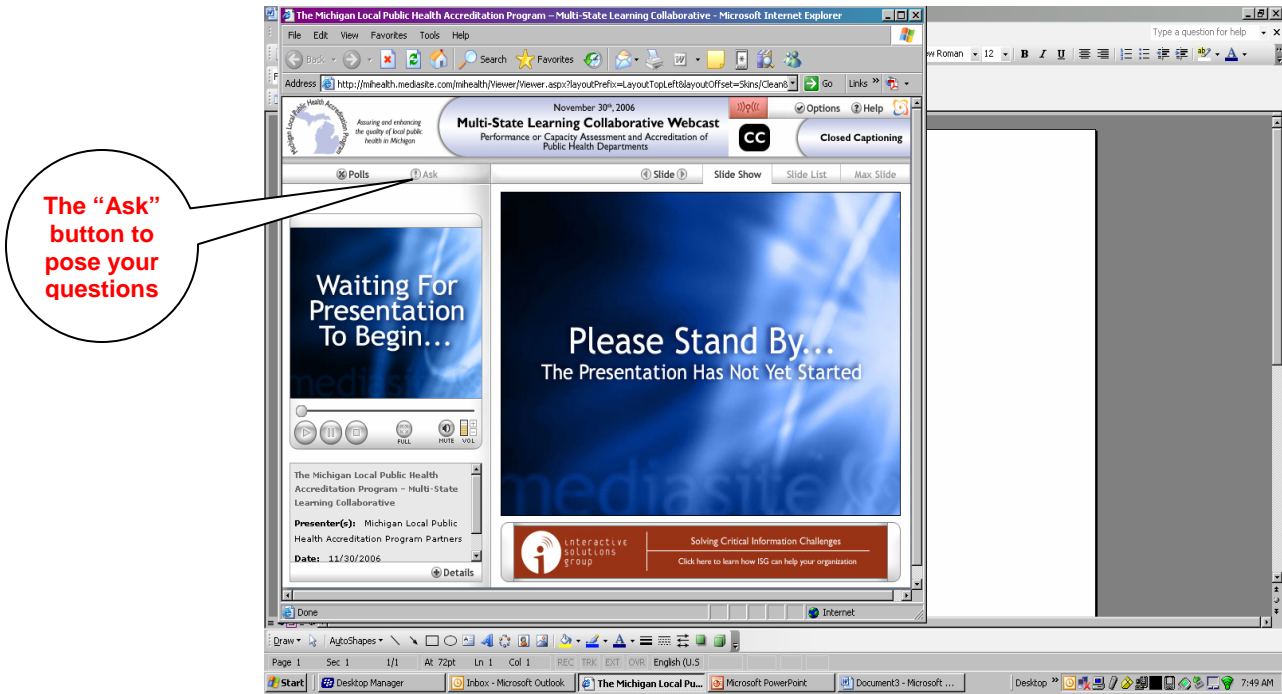 The Michigan Local Public Health Accreditation Program – Multi-State Learning Collaborative - Microsoft Internet Explorer
File Edit View Favorites Tools Help
Type a question for help
Back Search Favorites
w Roman 12 B I U
Address http://mihealth.mediasite.com/mihealth/Viewer/Viewer.aspx?layoutPrefix=LayoutTopLeft&layoutOffset=Skins/Clean& Go Links »
Michigan Local Public Health Accreditation Program
Assuring and enhancing
the quality of local public
health in Michigan
November 30th, 2006
Multi-State Learning Collaborative Webcast
Performance or Capacity Assessment and Accreditation of
Public Health Departments
Options Help
CC Closed Captioning
Polls Ask
Slide Slide Show Slide List Max Slide
The “Ask”
button to
pose your
questions
Waiting For
Presentation
To Begin...
mediasite
FULL MUTE VOL
Please Stand By...
The Presentation Has Not Yet Started
mediasite
The Michigan Local Public Health
Accreditation Program – Multi-State
Learning Collaborative
Presenter(s): Michigan Local Public
Health Accreditation Program Partners
Date: 11/30/2006
Details
interactive
solutions
group
Solving Critical Information Challenges
Click here to learn how ISG can help your organization
Done Internet
Draw AutoShapes
Page 1 Sec 1 1/1 At 72pt Ln 1 Col 1 REC TRK EXT OVR English (U.S
Start Desktop Manager Inbox - Microsoft Outlook The Michigan Local Pu... Microsoft PowerPoint Document3 - Microsoft ... Desktop » 7:49 AM